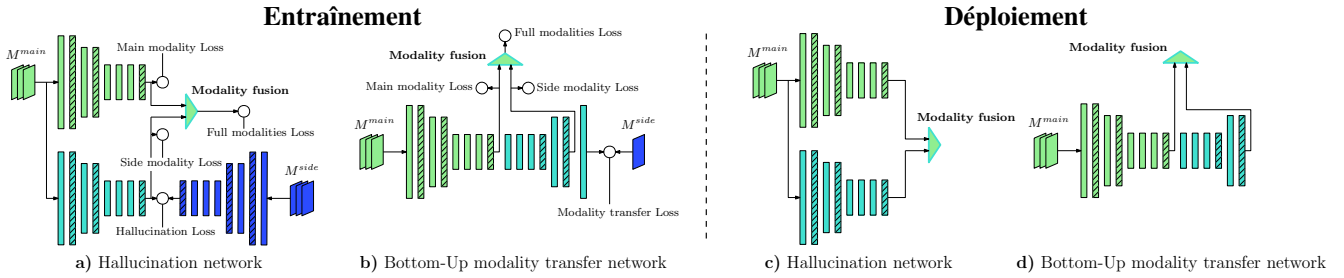 Entraînement
Déploiement
M^main
Main modality Loss
Modality fusion
Full modalities Loss
Side modality Loss
M^side
Hallucination Loss
a) Hallucination network
Full modalities Loss
Modality fusion
Main modality Loss
Side modality Loss
M^main
M^side
Modality transfer Loss
b) Bottom-Up modality transfer network
M^main
Modality fusion
c) Hallucination network
Modality fusion
M^main
d) Bottom-Up modality transfer network